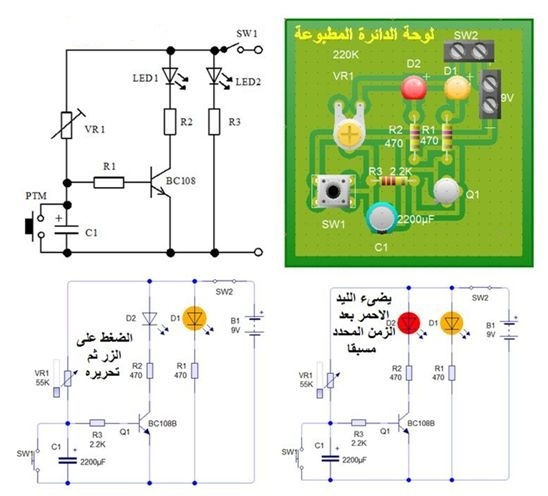 SW1
LED1
LED2
VR1
R2
R3
R1
BC108
PTM
+
C1
لوحة الدائرة المطبوعة
SW2
220K
D2
D1
+
+
VR1
9V
R2
R1
470
470
R3 2.2K
Q1
SW1
2200µF
C1
SW2
D2
D1
B1
9V
الضغط على
الزر ثم
تحريره
R2
470
R1
470
VR1
55K
R3
2.2K
Q1
BC108B
SW1
C1
2200µF
يضىء الليد
الاحمر بعد
الزمن المحدد
مسبقا
SW2
D2
D1
B1
9V
R2
470
R1
470
VR1
55K
R3
2.2K
Q1
BC108B
SW1
C1
2200µF